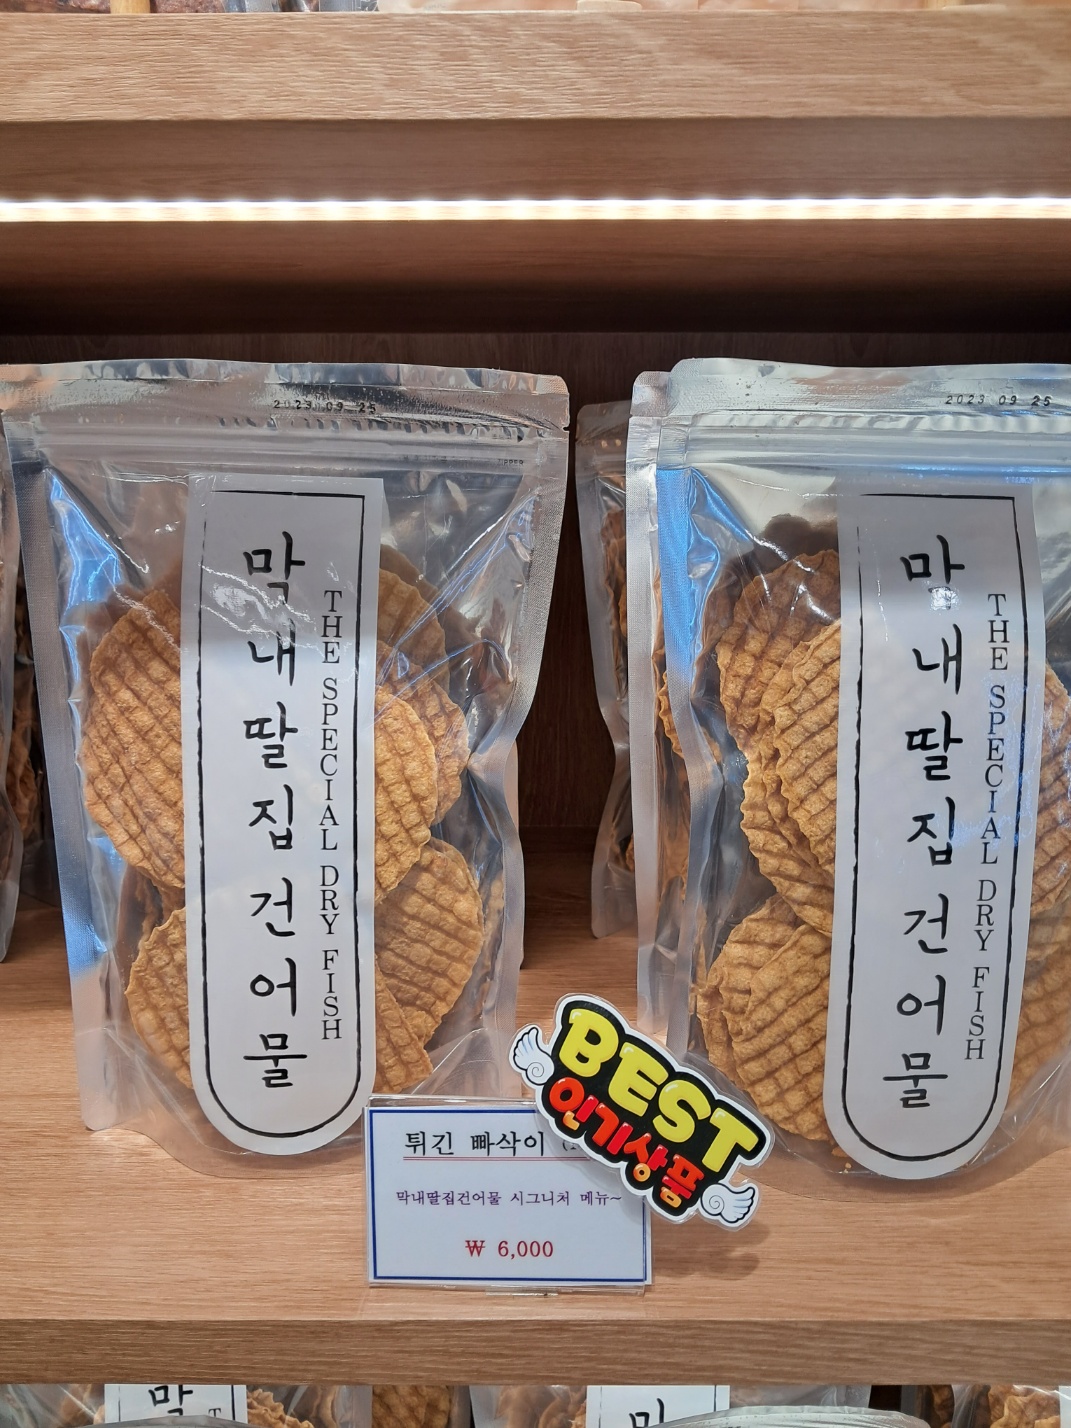 2023 09 25
막내딸집건어물
THE SPECIAL DRY FISH
2023 09 25
막내딸집건어물
THE SPECIAL DRY FISH
BEST
인기상품
튀긴 빠삭이
막내딸집건어물 시그니처 메뉴~
₩ 6,000
막